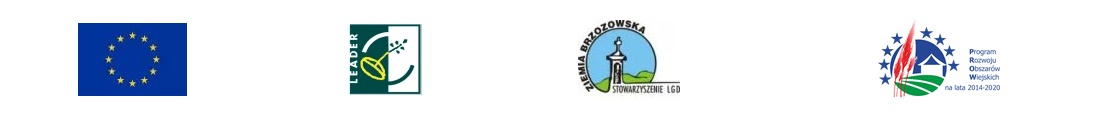 LEADER
ZIEMIA BRZOZOWSKA
STOWARZYSZENIE LGD
Program
Rozwoju
Obszarów
Wiejskich
na lata 2014-2020